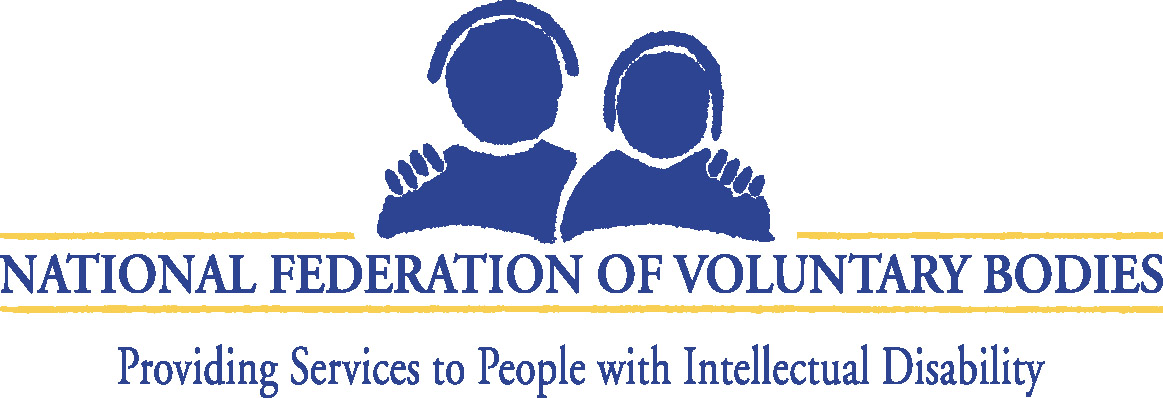 NATIONAL FEDERATION OF VOLUNTARY BODIES
Providing Services to People with Intellectual Disability